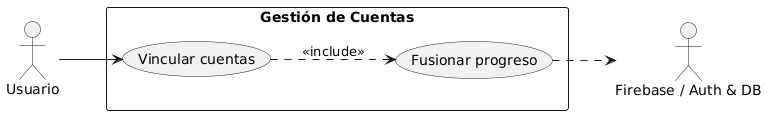 Gestión de Cuentas
Usuario
Vincular cuentas
«include»
Fusionar progreso
Firebase / Auth & DB